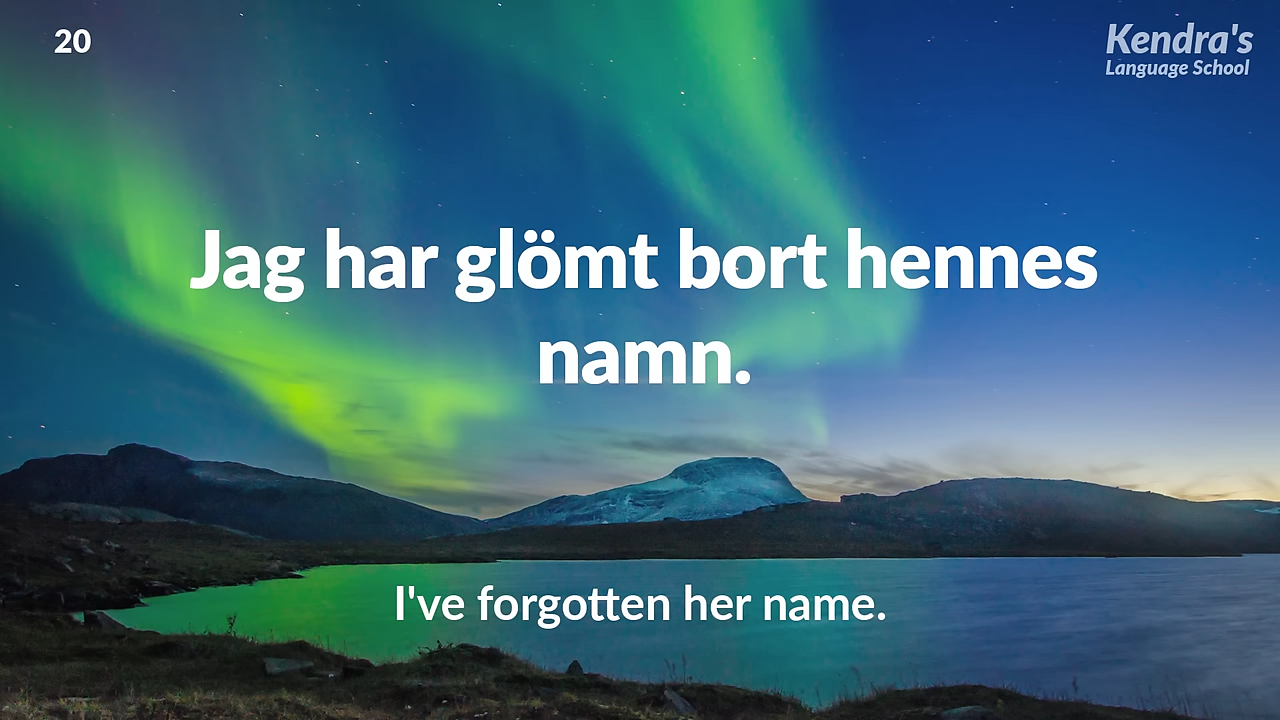 20
Kendra's
Language School
Jag har glömt bort hennes
namn.
I've forgotten her name.